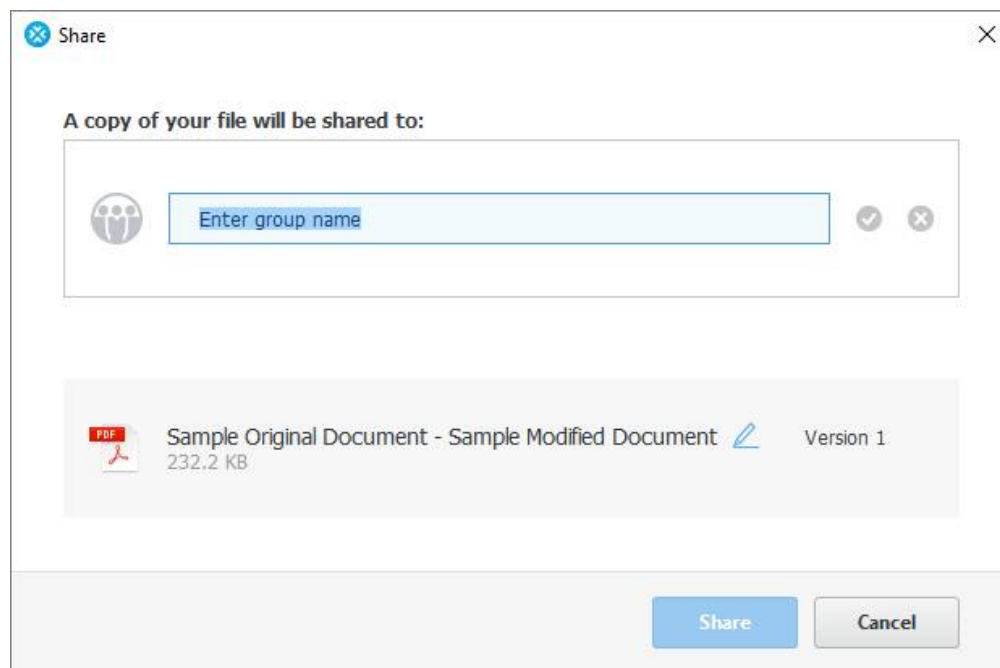 Share
A copy of your file will be shared to:
Enter group name
PDF
Sample Original Document - Sample Modified Document
Version 1
232.2 KB
Share
Cancel